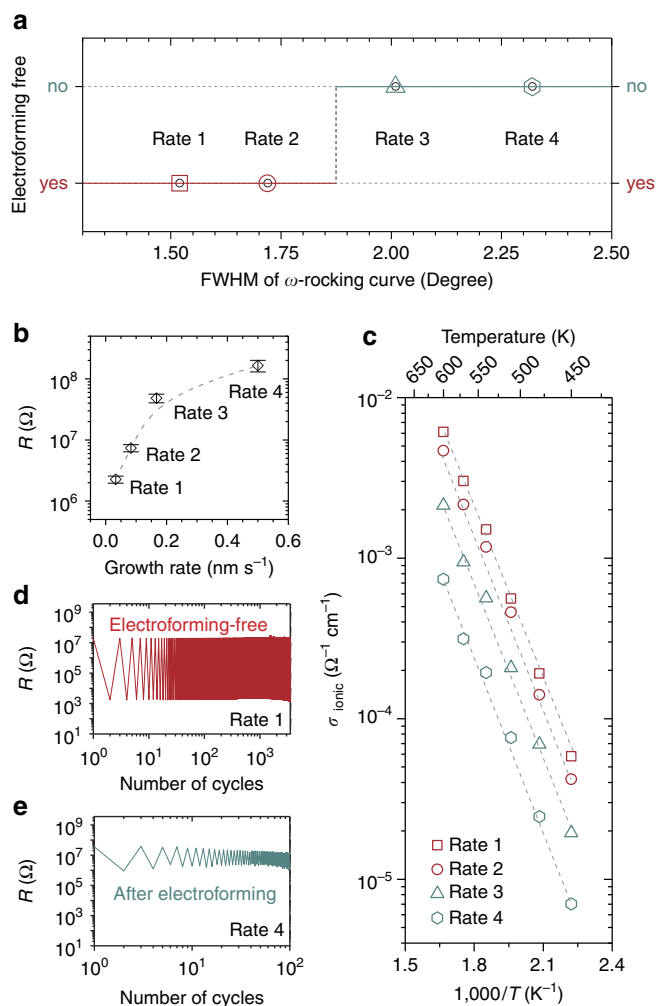 a
Electroforming free
no
no
Rate 1
Rate 2
Rate 3
Rate 4
yes
yes
1.50
1.75
2.00
2.25
2.50
FWHM of ω-rocking curve (Degree)
b
R (Ω)
10⁸
10⁷
10⁶
Rate 4
Rate 3
Rate 2
Rate 1
0.0
0.2
0.4
0.6
Growth rate (nm s⁻¹)
c
Temperature (K)
650
600
550
500
450
σ ionic (Ω⁻¹ cm⁻¹)
10⁻²
10⁻³
10⁻⁴
10⁻⁵
Rate 1
Rate 2
Rate 3
Rate 4
1.5
1.8
2.1
2.4
1,000/T (K⁻¹)
d
R (Ω)
10⁹
10⁷
10⁵
10³
10¹
Electroforming-free
Rate 1
10⁰
10¹
10²
10³
Number of cycles
e
R (Ω)
10⁹
10⁷
10⁵
10³
10¹
After electroforming
Rate 4
10⁰
10¹
10²
Number of cycles